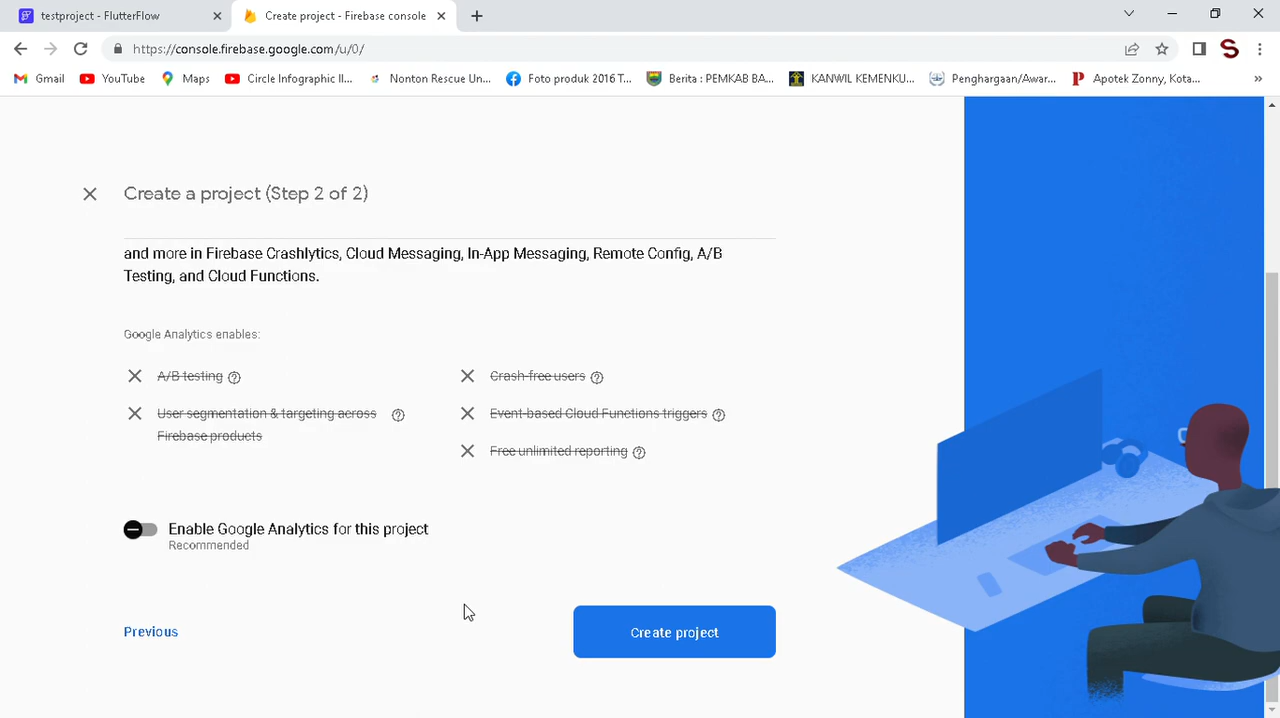 testproject - FlutterFlow
Create project - Firebase console
https://console.firebase.google.com/u/0/
Gmail
YouTube
Maps
Circle Infographic Il...
Nonton Rescue Un...
Foto produk 2016 T...
Berita : PEMKAB BA...
KANWIL KEMENKU...
Penghargaan/Awar...
Apotek Zonny, Kota...
»
Create a project (Step 2 of 2)
and more in Firebase Crashlytics, Cloud Messaging, In-App Messaging, Remote Config, A/B
Testing, and Cloud Functions.
Google Analytics enables:
A/B testing
Crash-free users
User segmentation & targeting across
Firebase products
Event-based Cloud Functions triggers
Free unlimited reporting
Enable Google Analytics for this project
Recommended
Previous
Create project